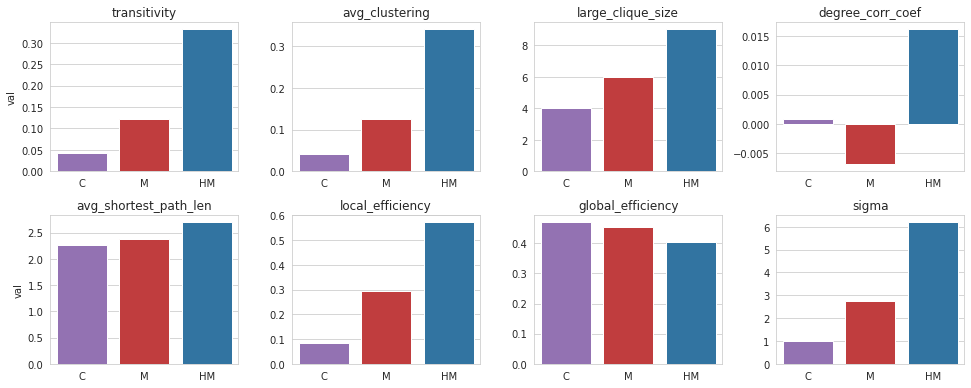 transitivity
val
0.30
0.25
0.20
0.15
0.10
0.05
0.00
C M HM
avg_clustering
0.3
0.2
0.1
0.0
C M HM
large_clique_size
8
6
4
2
0
C M HM
degree_corr_coef
0.015
0.010
0.005
0.000
−0.005
C M HM
avg_shortest_path_len
val
2.5
2.0
1.5
1.0
0.5
0.0
C M HM
local_efficiency
0.6
0.5
0.4
0.3
0.2
0.1
0.0
C M HM
global_efficiency
0.4
0.3
0.2
0.1
0.0
C M HM
sigma
6
5
4
3
2
1
0
C M HM